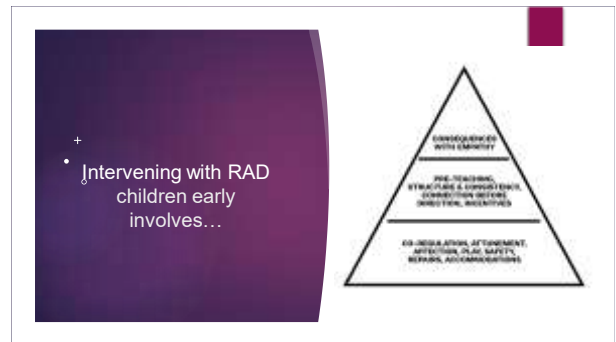 Intervening with RAD
children early
involves…
CONSEQUENCES
WITH EMPATHY
PRE-TEACHING,
STRUCTURE & CONSISTENCY,
CONNECTION BEFORE
DIRECTION, INCENTIVES
CO-REGULATION, ATTUNEMENT,
AFFECTION, PLAY, SAFETY,
REPAIRS, ACCOMMODATIONS